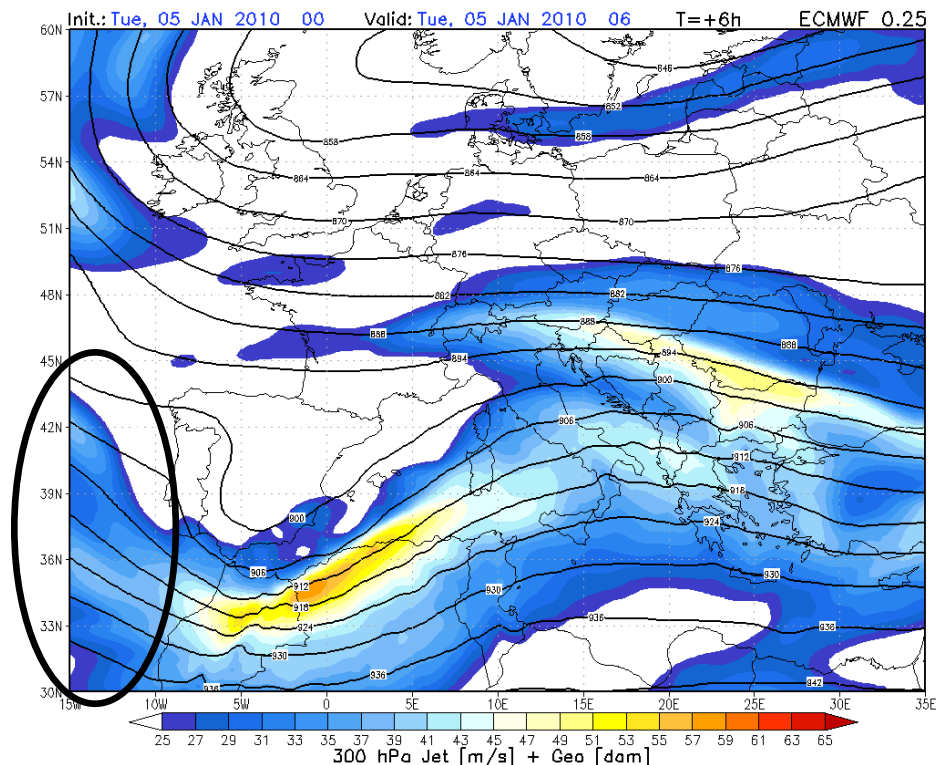 Init.: Tue, 05 JAN 2010 00 Valid: Tue, 05 JAN 2010 06 T=+6h ECMWF 0.25
60N
846
57N
852
858
858
54N
864
864
870
870
51N
876
876
48N
882
882
888
888
888
45N
894
894
900
42N
906
906
912
39N
918
900
924
36N
906
912
930
918
930
33N
924
936
936
930
936
936
942
30N
15W 10W 5W 0 5E 10E 15E 20E 25E 30E 35E
25 27 29 31 33 35 37 39 41 43 45 47 49 51 53 55 57 59 61 63 65
300 hPa Jet [m/s] + Geo [dam]